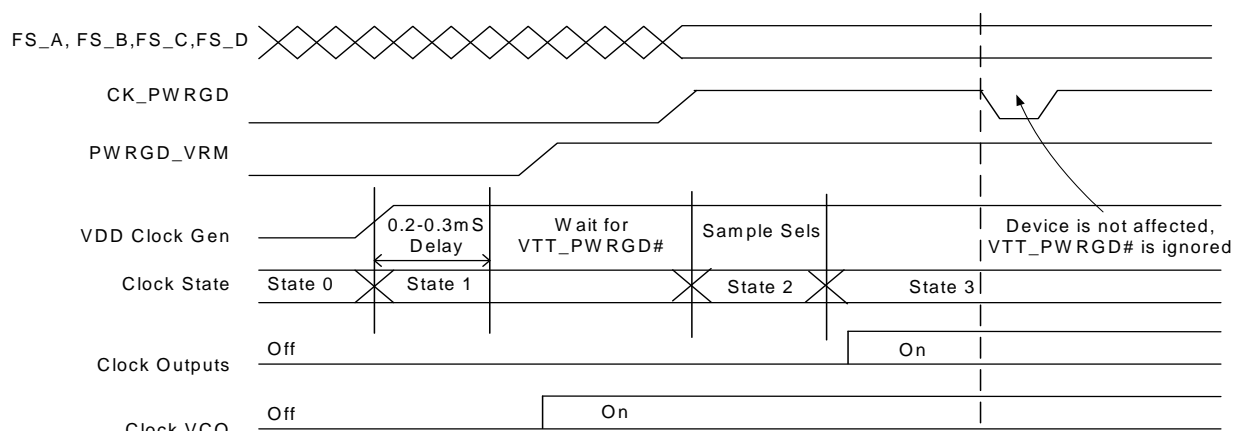 FS_A, FS_B,FS_C,FS_D
CK_PWRGD
PWRGD_VRM
VDD Clock Gen
0.2-0.3mS
Delay
Wait for
VTT_PWRGD#
Sample Sels
Device is not affected,
VTT_PWRGD# is ignored
Clock State
State 0
State 1
State 2
State 3
Clock Outputs
Off
On
Clock VCO
Off
On